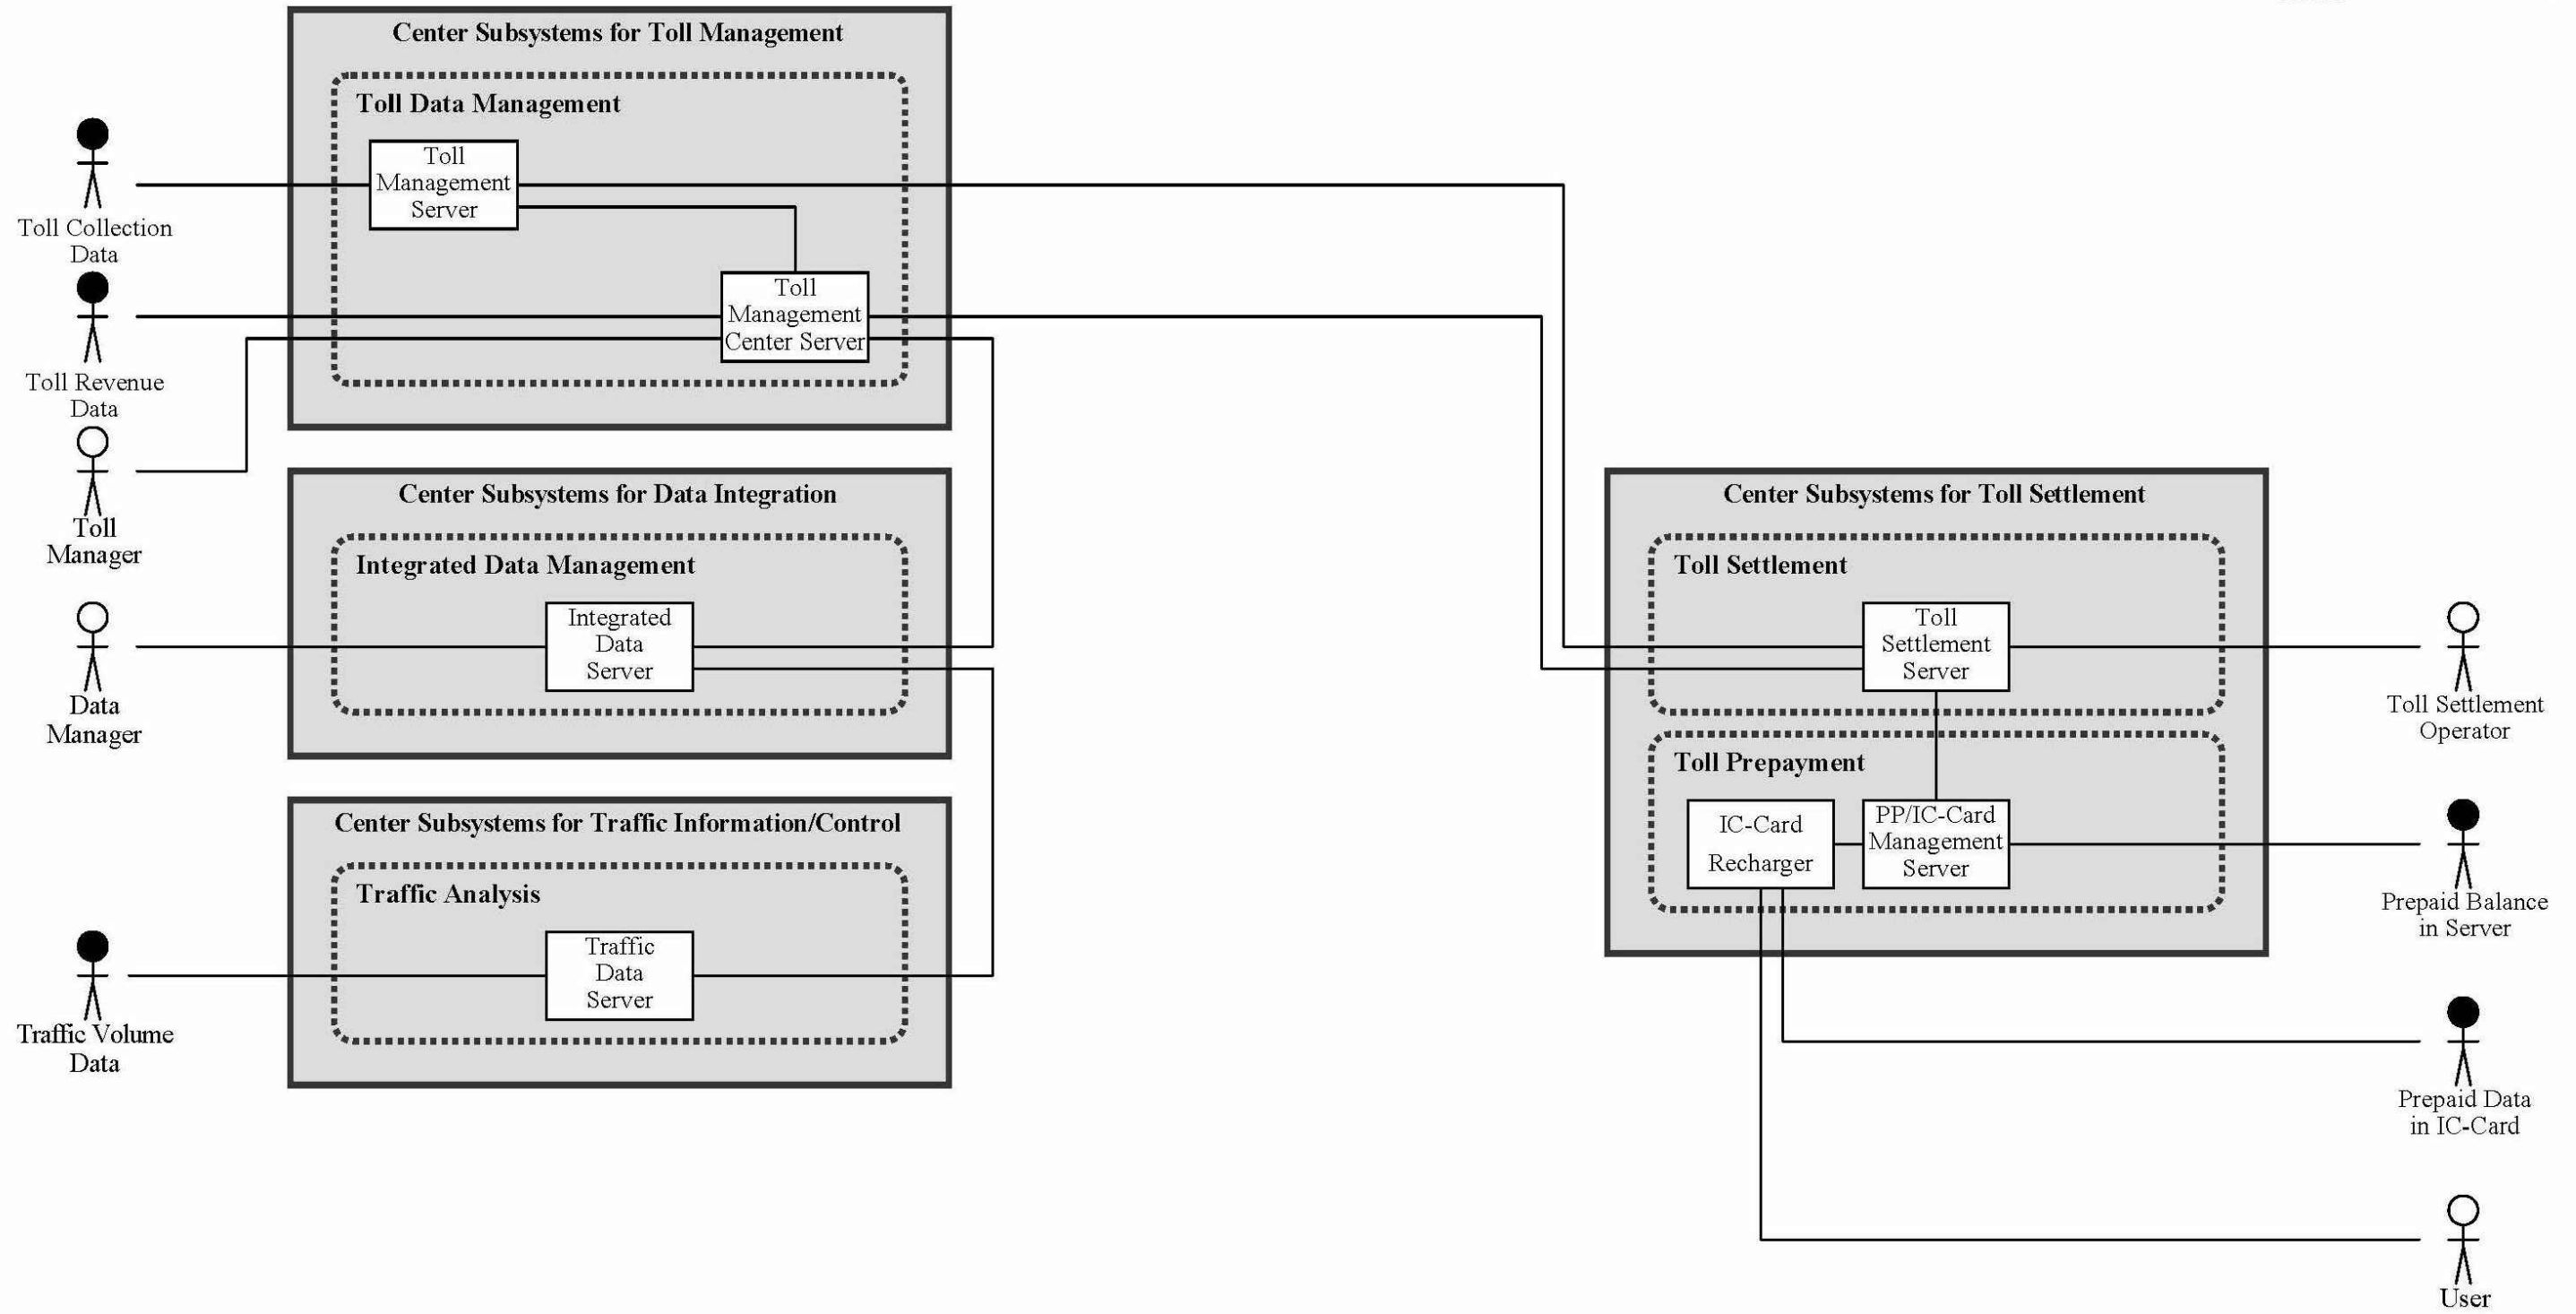 Center Subsystems for Toll Management
Toll Data Management
Toll
Management
Server
Toll
Management
Center Server
Toll Collection
Data
Toll Revenue
Data
Toll
Manager
Center Subsystems for Data Integration
Integrated Data Management
Integrated
Data
Server
Data
Manager
Center Subsystems for Traffic Information/Control
Traffic Analysis
Traffic
Data
Server
Traffic Volume
Data
Center Subsystems for Toll Settlement
Toll Settlement
Toll
Settlement
Server
Toll Prepayment
IC-Card
Recharger
PP/IC-Card
Management
Server
Toll Settlement
Operator
Prepaid Balance
in Server
Prepaid Data
in IC-Card
User